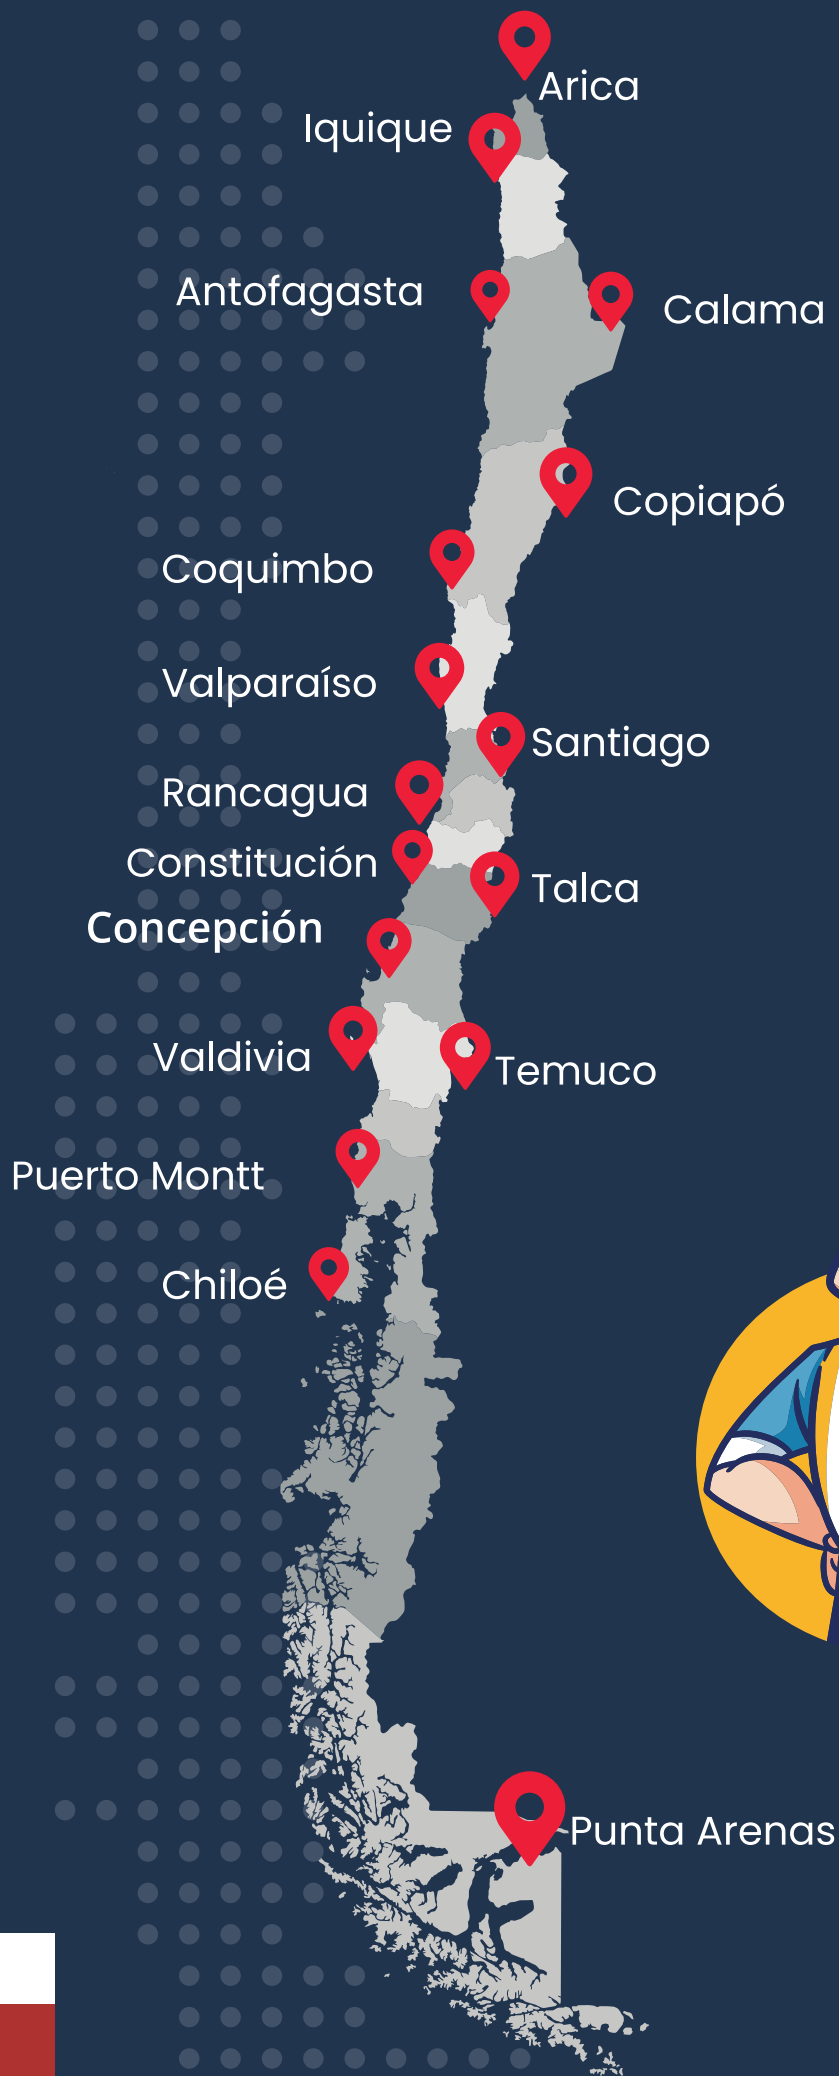 Arica
Iquique
Antofagasta
Calama
Copiapó
Coquimbo
Valparaíso
Santiago
Rancagua
Constitución
Talca
Concepción
Valdivia
Temuco
Puerto Montt
Chiloé
Punta Arenas